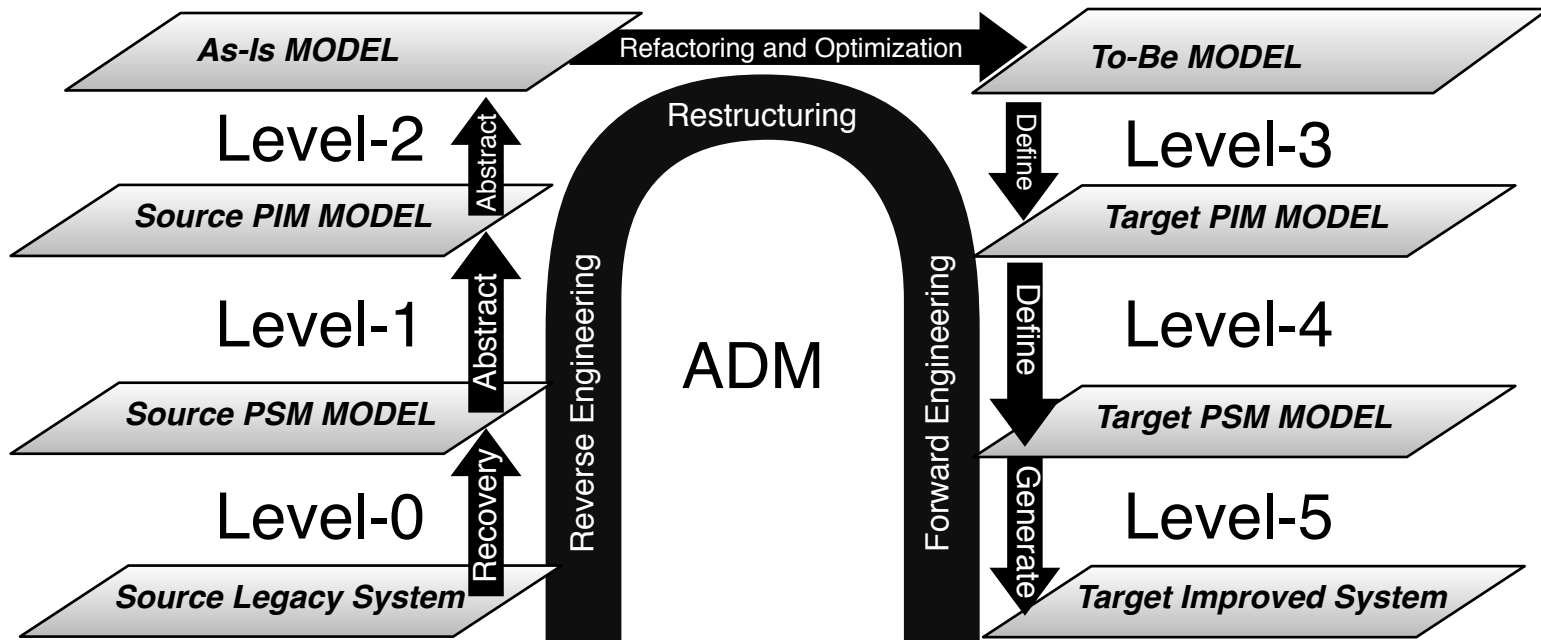 As-Is MODEL
Refactoring and Optimization
To-Be MODEL
Restructuring
Level-2
Abstract
Define
Level-3
Source PIM MODEL
Target PIM MODEL
Level-1
Abstract
Reverse Engineering
ADM
Forward Engineering
Define
Level-4
Source PSM MODEL
Target PSM MODEL
Level-0
Recovery
Generate
Level-5
Source Legacy System
Target Improved System